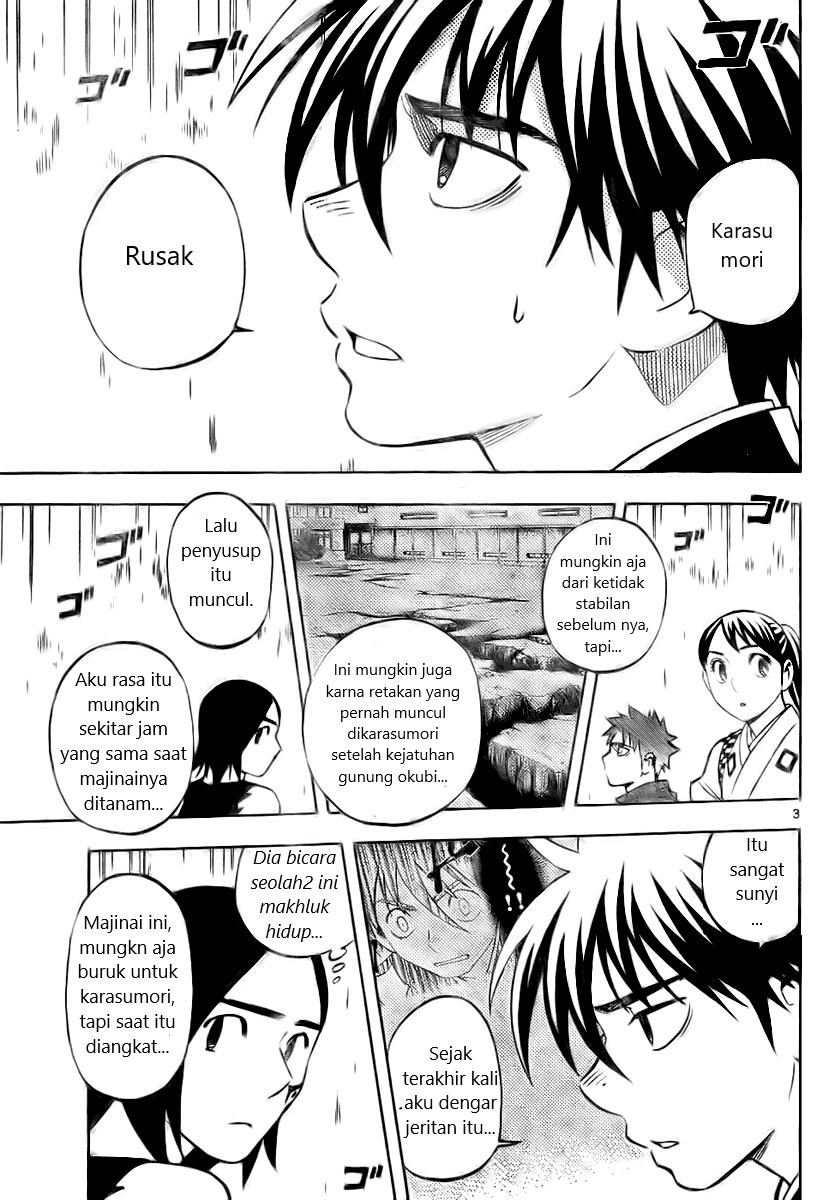 ゴ
ゴ
ゴ
Karasu
mori
Rusak
ゴ
ゴ
ゴ
ゴ
Ini
mungkin aja
dari ketidak
stabilan
sebelum nya,
tapi...
Ini mungkin juga
karna retakan yang
pernah muncul
dikarasumori
setelah kejatuhan
gunung okubi...
Lalu
penyusup
itu
muncul.
Aku rasa itu
mungkin
sekitar jam
yang sama saat
majinainya
ditanam...
3
Itu
sangat
sunyi
...
!!
Sejak
terakhir kali
aku dengar
jeritan itu...
Dia bicara
seolah2 ini
makhluk
hidup...
Majinai ini,
mungkn aja
buruk untuk
karasumori,
tapi saat itu
diangkat...
ゴ